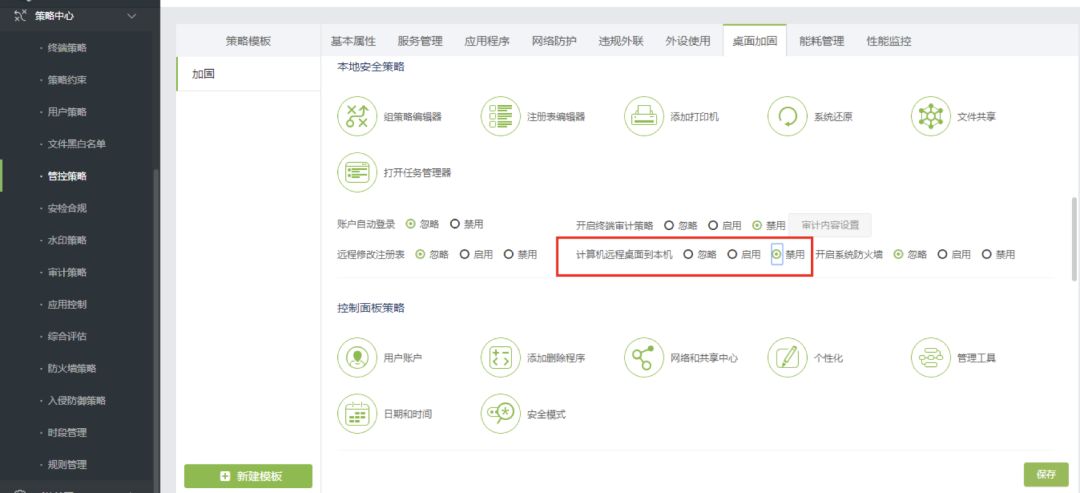 策略中心
终端策略
策略约束
用户策略
文件黑白名单
管控策略
安检合规
水印策略
审计策略
应用控制
综合评估
防火墙策略
入侵防御策略
时段管理
规则管理
策略模板
加固
新建模板
基本属性 服务管理 应用程序 网络防护 违规外联 外设使用 桌面加固 能耗管理 性能监控
本地安全策略
组策略编辑器 注册表编辑器 添加打印机 系统还原 文件共享
打开任务管理器
账户自动登录 忽略 禁用 开启终端审计策略 忽略 启用 禁用 审计内容设置
远程修改注册表 忽略 启用 禁用 计算机远程桌面到本机 忽略 启用 禁用 开启系统防火墙 忽略 启用 禁用
控制面板策略
用户账户 添加删除程序 网络和共享中心 个性化 管理工具
日期和时间 安全模式
保存